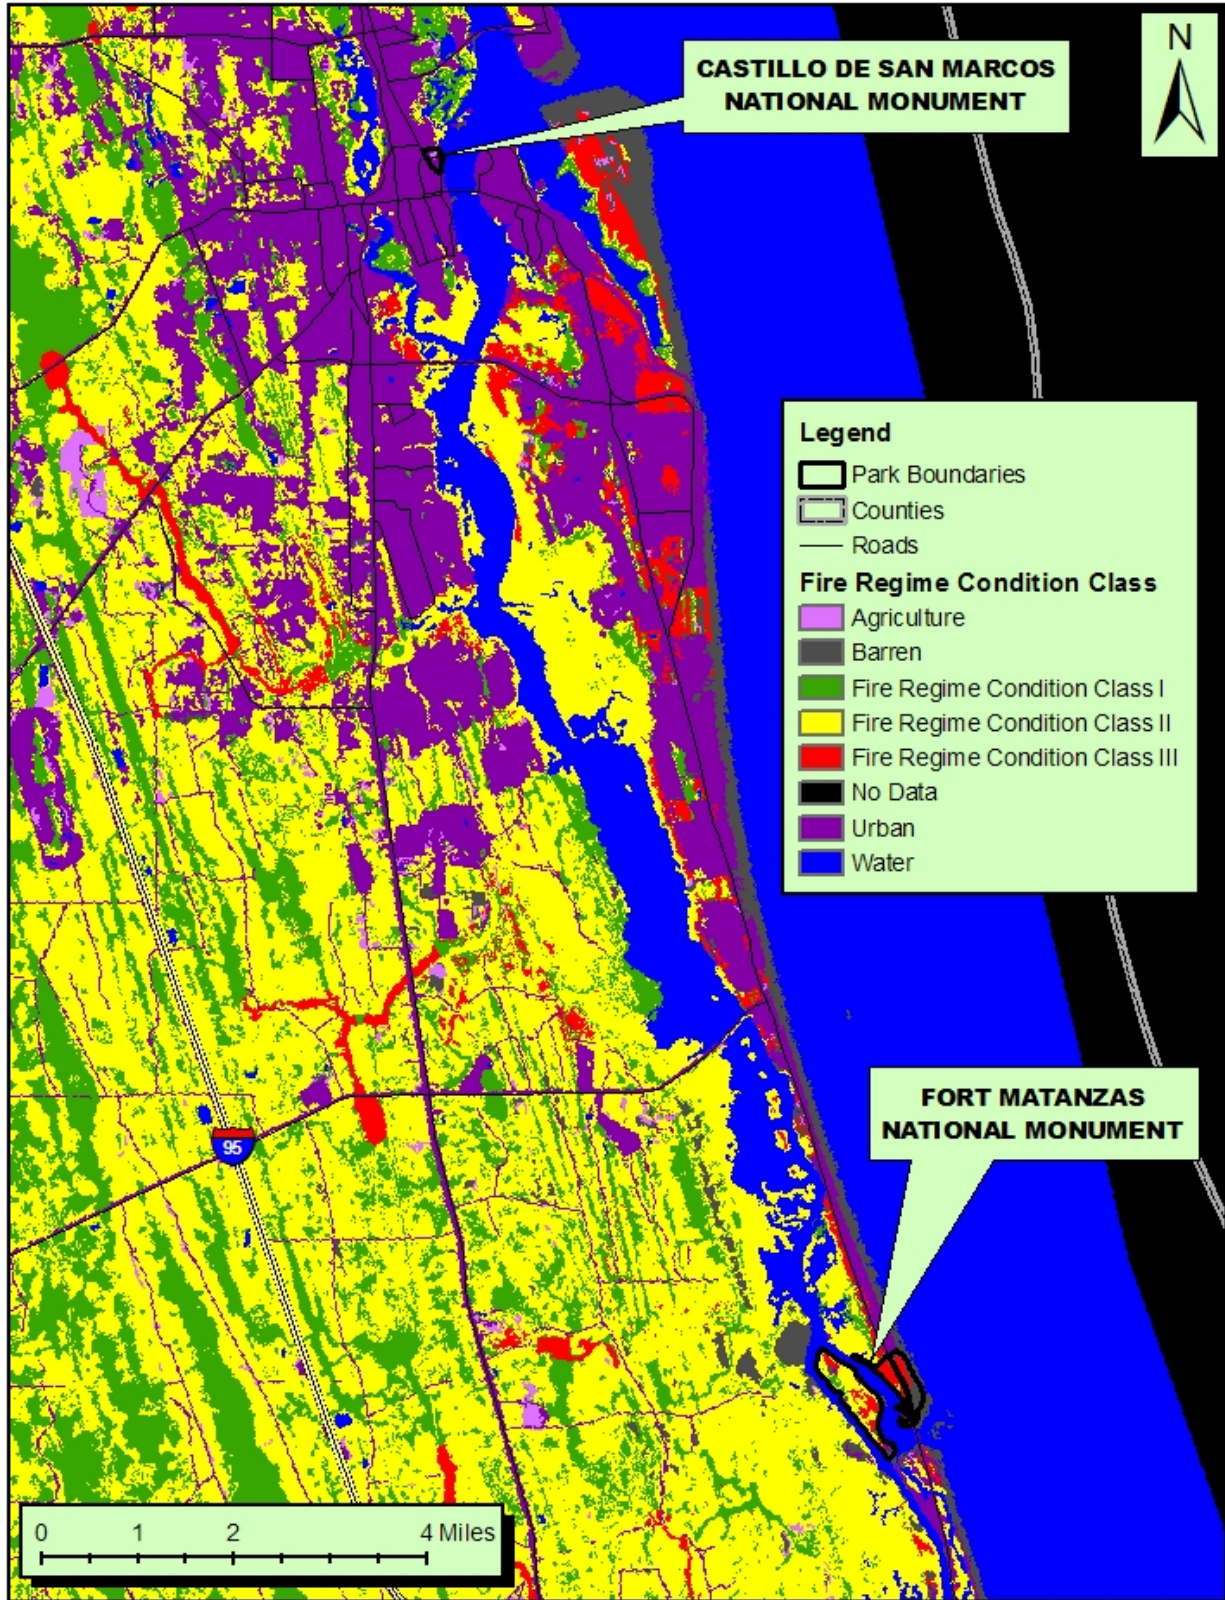 CASTILLO DE SAN MARCOS
NATIONAL MONUMENT
N
Legend
Park Boundaries
Counties
Roads
Fire Regime Condition Class
Agriculture
Barren
Fire Regime Condition Class I
Fire Regime Condition Class II
Fire Regime Condition Class III
No Data
Urban
Water
FORT MATANZAS
NATIONAL MONUMENT
95
0 1 2 4 Miles